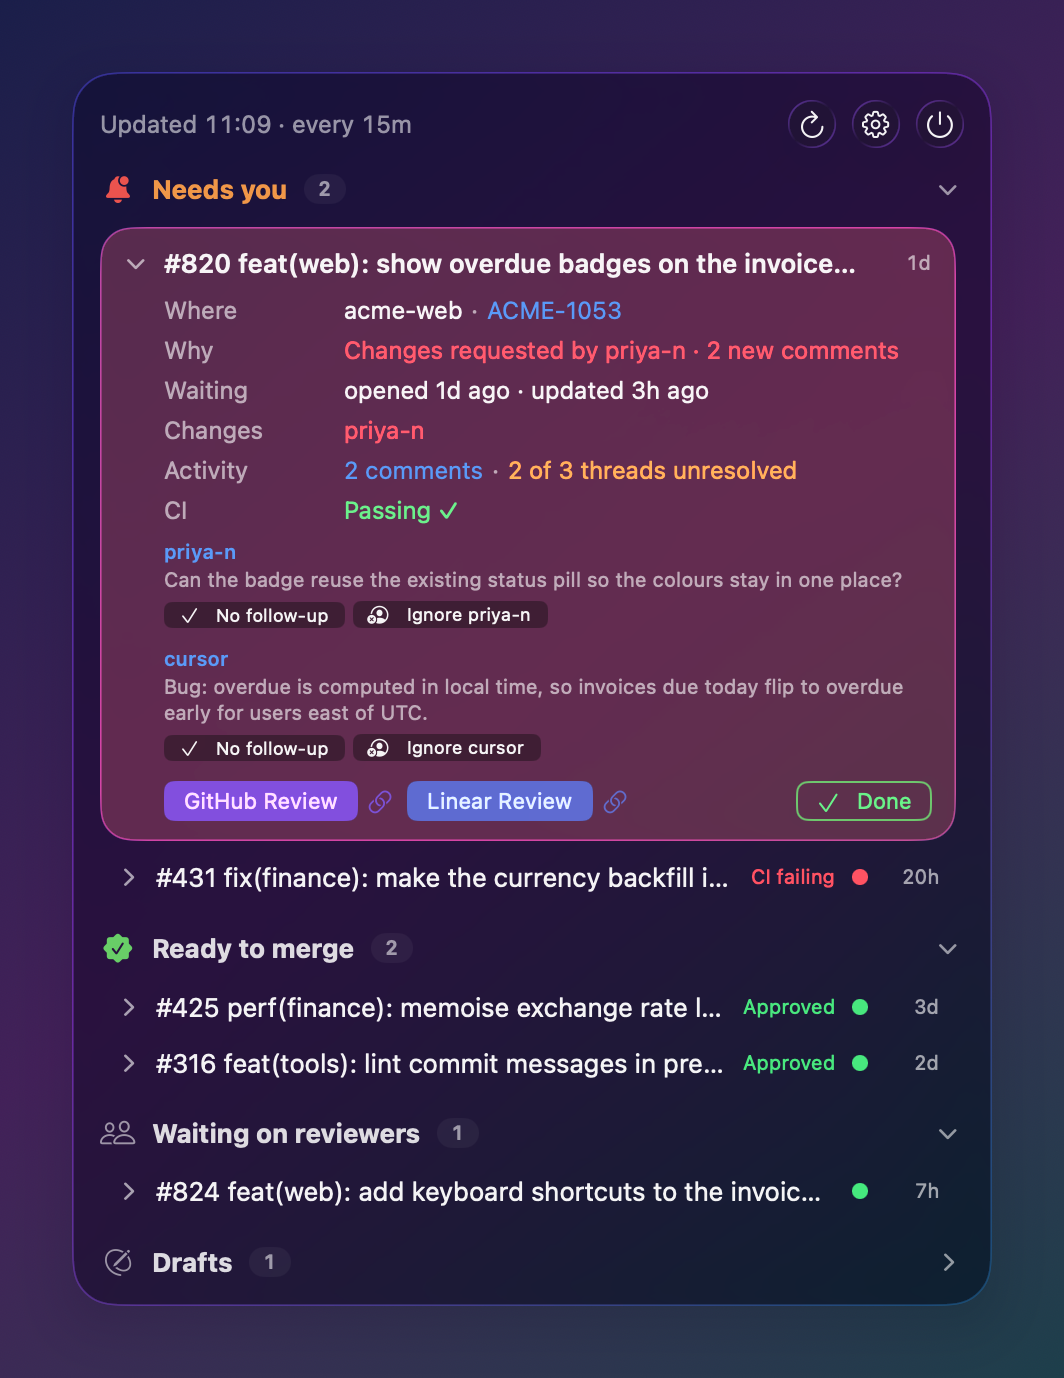 Updated 11:09 · every 15m
Needs you 2
#820 feat(web): show overdue badges on the invoice... 1d
Where acme-web · ACME-1053
Why Changes requested by priya-n · 2 new comments
Waiting opened 1d ago · updated 3h ago
Changes priya-n
Activity 2 comments · 2 of 3 threads unresolved
CI Passing ✓
priya-n
Can the badge reuse the existing status pill so the colours stay in one place?
✓ No follow-up Ignore priya-n
cursor
Bug: overdue is computed in local time, so invoices due today flip to overdue
early for users east of UTC.
✓ No follow-up Ignore cursor
GitHub Review Linear Review ✓ Done
#431 fix(finance): make the currency backfill i... CI failing 20h
Ready to merge 2
#425 perf(finance): memoise exchange rate l... Approved 3d
#316 feat(tools): lint commit messages in pre... Approved 2d
Waiting on reviewers 1
#824 feat(web): add keyboard shortcuts to the invoic... 7h
Drafts 1